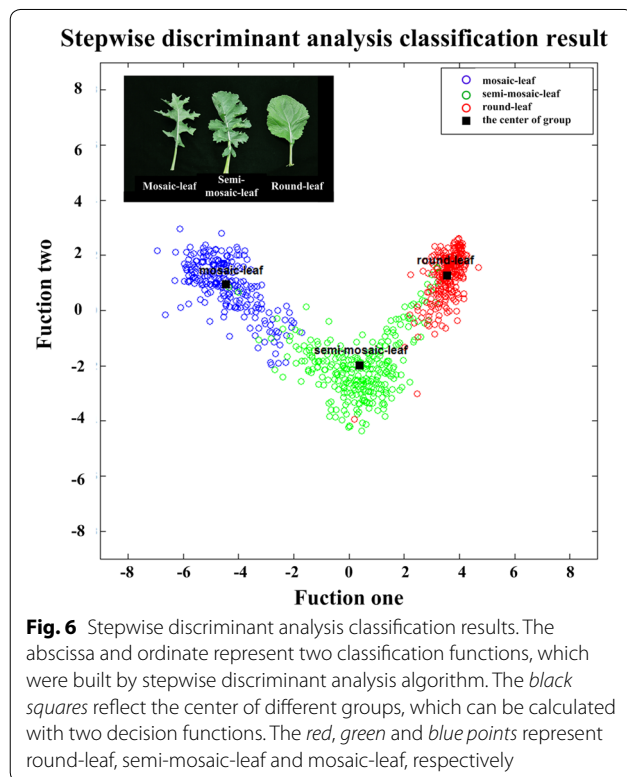 Stepwise discriminant analysis classification result
8
6
4
2
0
-2
-4
-6
-8
Fuction two
Mosaic-leaf
Semi-
mosaic-leaf
Round-leaf
mosaic-leaf
semi-mosaic-leaf
round-leaf
the center of group
mosaic-leaf
round-leaf
semi-mosaic-leaf
-8 -6 -4 -2 0 2 4 6 8
Fuction one
Fig. 6 Stepwise discriminant analysis classification results. The
abscissa and ordinate represent two classification functions, which
were built by stepwise discriminant analysis algorithm. The black
squares reflect the center of different groups, which can be calculated
with two decision functions. The red, green and blue points represent
round-leaf, semi-mosaic-leaf and mosaic-leaf, respectively